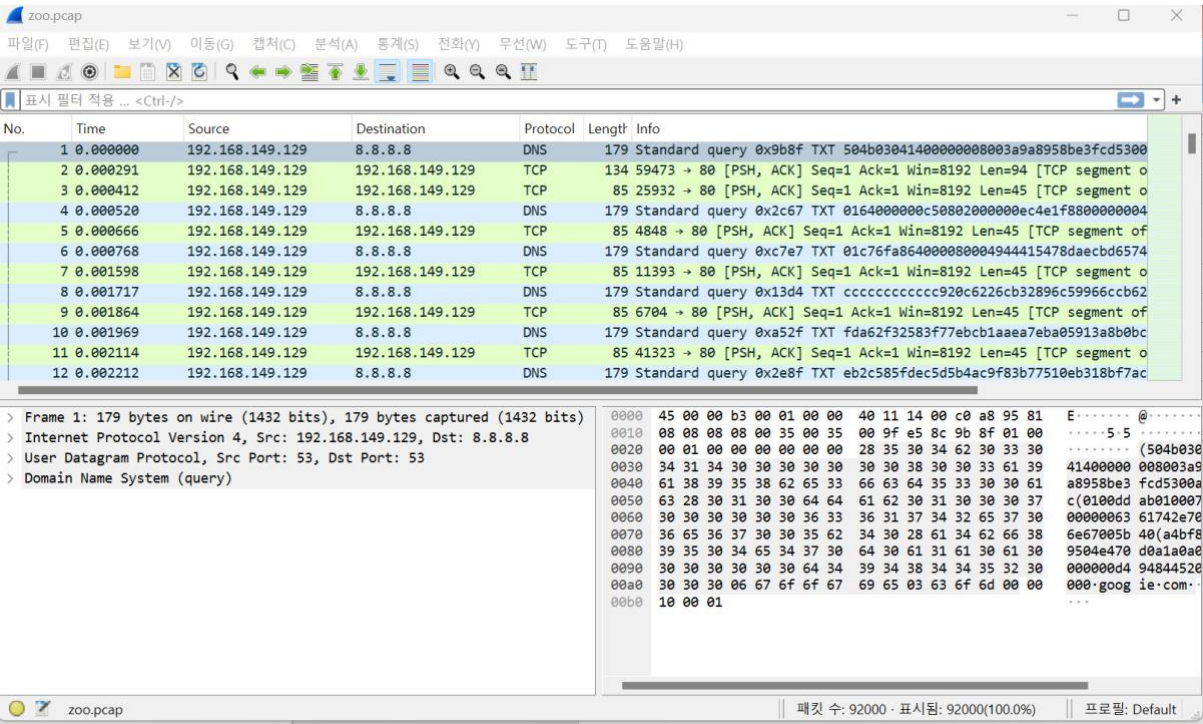 zoo.pcap
파일(F) 편집(E) 보기(V) 이동(G) 캡처(C) 분석(A) 통계(S) 전화(Y) 무선(W) 도구(T) 도움말(H)
표시 필터 적용 ... <Ctrl-/>
No. Time Source Destination Protocol Length Info
1 0.000000 192.168.149.129 8.8.8.8 DNS 179 Standard query 0x9b8f TXT 504b03041400000008003a9a8958be3fcd5300
2 0.000291 192.168.149.129 192.168.149.129 TCP 134 59473 → 80 [PSH, ACK] Seq=1 Ack=1 Win=8192 Len=94 [TCP segment o
3 0.000412 192.168.149.129 192.168.149.129 TCP 85 25932 → 80 [PSH, ACK] Seq=1 Ack=1 Win=8192 Len=45 [TCP segment o
4 0.000520 192.168.149.129 8.8.8.8 DNS 179 Standard query 0x2c67 TXT 0164000000c50802000000ec4e1f8800000004
5 0.000666 192.168.149.129 192.168.149.129 TCP 85 4848 → 80 [PSH, ACK] Seq=1 Ack=1 Win=8192 Len=45 [TCP segment of
6 0.000768 192.168.149.129 8.8.8.8 DNS 179 Standard query 0xc7e7 TXT 01c76fa864000080004944415478daecbd6574
7 0.001598 192.168.149.129 192.168.149.129 TCP 85 11393 → 80 [PSH, ACK] Seq=1 Ack=1 Win=8192 Len=45 [TCP segment o
8 0.001717 192.168.149.129 8.8.8.8 DNS 179 Standard query 0x13d4 TXT cccccccccccc920c6226cb32896c59966ccb62
9 0.001864 192.168.149.129 192.168.149.129 TCP 85 6704 → 80 [PSH, ACK] Seq=1 Ack=1 Win=8192 Len=45 [TCP segment of
10 0.001969 192.168.149.129 8.8.8.8 DNS 179 Standard query 0xa52f TXT fda62f32583f77ebcb1aaea7eba05913a8b0bc
11 0.002114 192.168.149.129 192.168.149.129 TCP 85 41323 → 80 [PSH, ACK] Seq=1 Ack=1 Win=8192 Len=45 [TCP segment o
12 0.002212 192.168.149.129 8.8.8.8 DNS 179 Standard query 0x2e8f TXT eb2c585fdec5d5b4ac9f83b77510eb318bf7ac
Frame 1: 179 bytes on wire (1432 bits), 179 bytes captured (1432 bits)
Internet Protocol Version 4, Src: 192.168.149.129, Dst: 8.8.8.8
User Datagram Protocol, Src Port: 53, Dst Port: 53
Domain Name System (query)
0000 45 00 00 b3 00 01 00 00 40 11 14 00 c0 a8 95 81 E······· @·······
0010 08 08 08 08 00 35 00 35 00 9f e5 8c 9b 8f 01 00 ·····5·5 ········
0020 00 01 00 00 00 00 00 00 28 35 30 34 62 30 33 30 ········ (504b030
0030 34 31 34 30 30 30 30 30 30 30 38 30 30 33 61 39 41400000 008003a9
0040 61 38 39 35 38 62 65 33 66 63 64 35 33 30 30 61 a8958be3 fcd5300a
0050 63 28 30 31 30 30 64 64 61 62 30 31 30 30 30 37 c(0100dd ab010007
0060 30 30 30 30 30 30 36 33 36 31 37 34 32 65 37 30 00000063 61742e70
0070 36 65 36 37 30 30 35 62 34 30 28 61 34 62 66 38 6e67005b 40(a4bf8
0080 39 35 30 34 65 34 37 30 64 30 61 31 61 30 61 30 9504e470 d0a1a0a0
0090 30 30 30 30 30 30 64 34 39 34 38 34 34 35 32 30 000000d4 94844520
00a0 30 30 30 06 67 6f 6f 67 69 65 03 63 6f 6d 00 00 000·goog ie·com··
00b0 10 00 01 ···
zoo.pcap 패킷 수: 92000 · 표시됨: 92000(100.0%) 프로필: Default